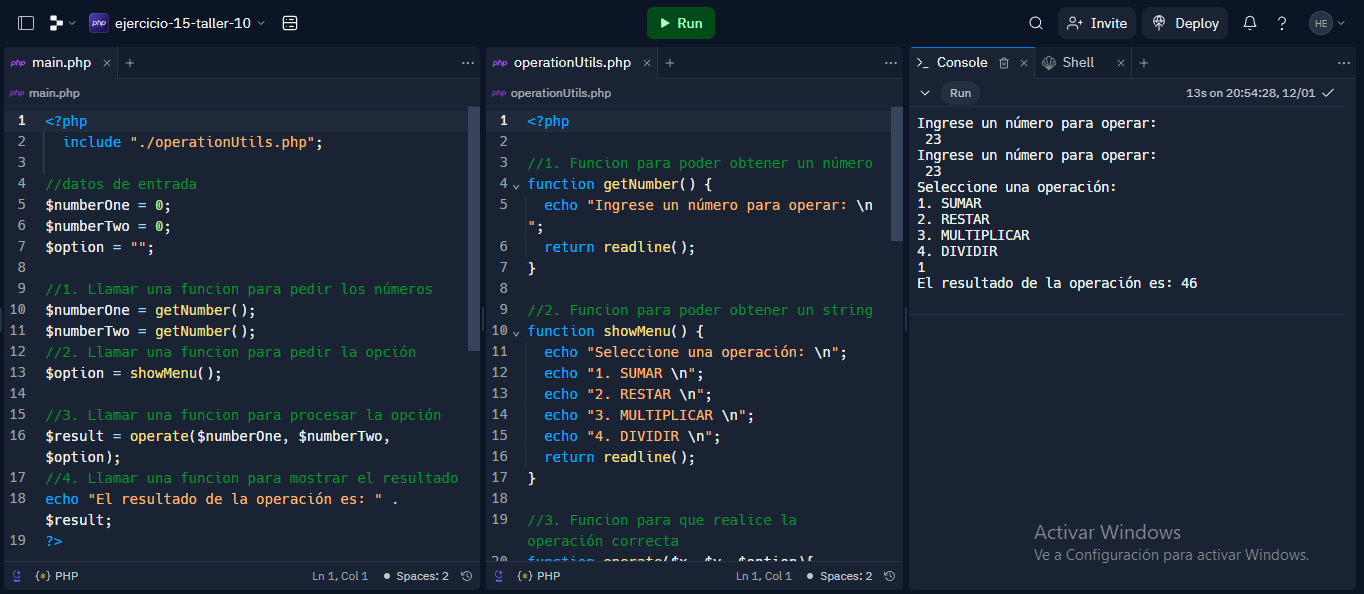 php ejercicio-15-taller-10 Run Invite Deploy HE
php main.php
php main.php
1 <?php
2 include "./operationUtils.php";
3
4 //datos de entrada
5 $numberOne = 0;
6 $numberTwo = 0;
7 $option = "";
8
9 //1. Llamar una funcion para pedir los números
10 $numberOne = getNumber();
11 $numberTwo = getNumber();
12 //2. Llamar una funcion para pedir la opción
13 $option = showMenu();
14
15 //3. Llamar una funcion para procesar la opción
16 $result = operate($numberOne, $numberTwo,
$option);
17 //4. Llamar una funcion para mostrar el resultado
18 echo "El resultado de la operación es: " .
$result;
19 ?>
{} PHP Ln 1, Col 1 Spaces: 2
php operationUtils.php
php operationUtils.php
1 <?php
2
3 //1. Funcion para poder obtener un número
4 function getNumber() {
5 echo "Ingrese un número para operar: \n
";
6 return readline();
7 }
8
9 //2. Funcion para poder obtener un string
10 function showMenu() {
11 echo "Seleccione una operación: \n";
12 echo "1. SUMAR \n";
13 echo "2. RESTAR \n";
14 echo "3. MULTIPLICAR \n";
15 echo "4. DIVIDIR \n";
16 return readline();
17 }
18
19 //3. Funcion para que realice la
operación correcta
20 function operate($x, $y, $option){
{} PHP Ln 1, Col 1 Spaces: 2
Console Shell
Run 13s on 20:54:28, 12/01
Ingrese un número para operar:
23
Ingrese un número para operar:
23
Seleccione una operación:
1. SUMAR
2. RESTAR
3. MULTIPLICAR
4. DIVIDIR
1
El resultado de la operación es: 46
Activar Windows
Ve a Configuración para activar Windows.